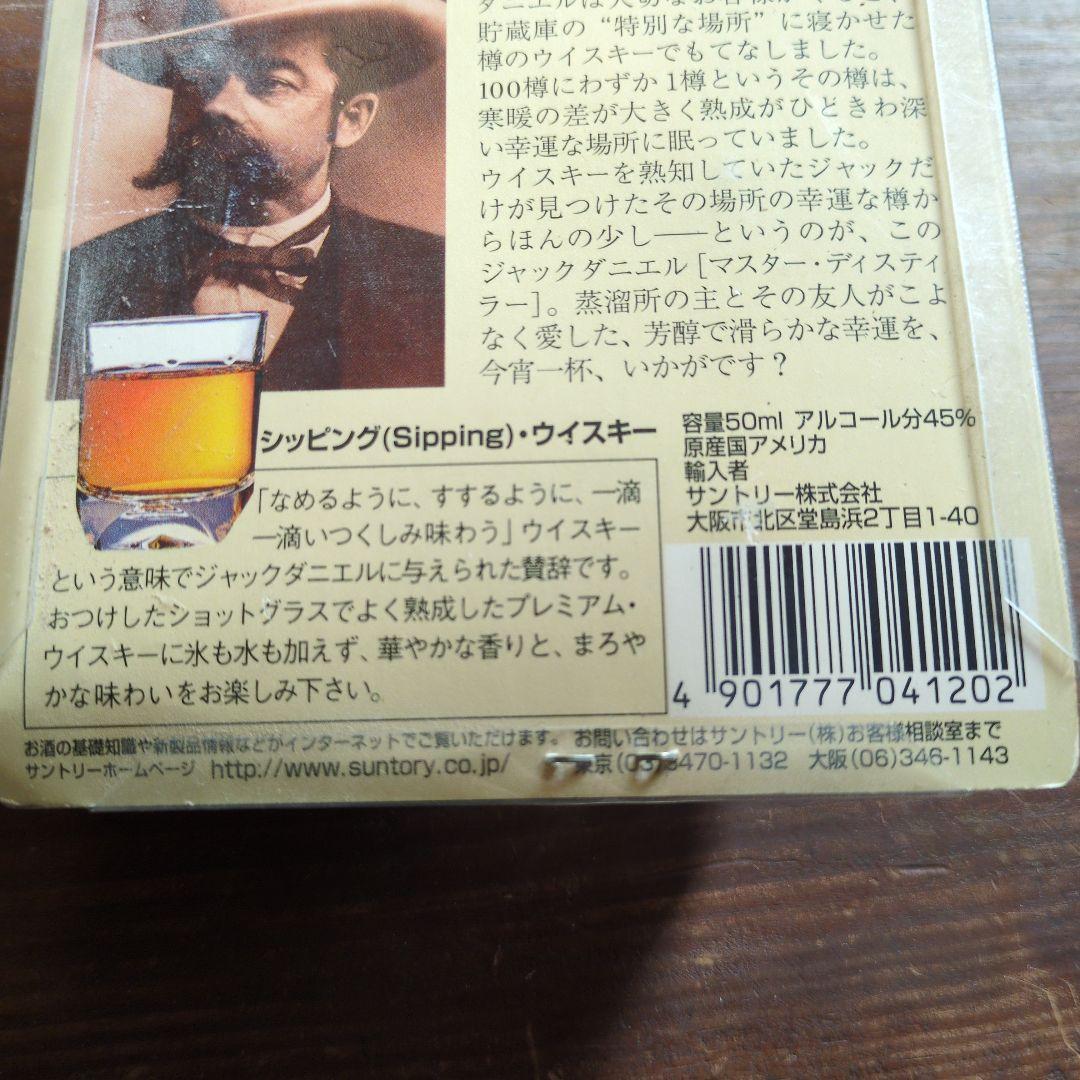 ダニエルは大切なお客様が
貯蔵庫の“特別な場所”に寝かせた
樽のウイスキーでもてなしました。
100樽にわずか1樽というその樽は、
寒暖の差が大きく熟成がひときわ深
い幸運な場所に眠っていました。
ウイスキーを熟知していたジャックだ
けが見つけたその場所の幸運な樽か
らほんの少し──というのが、この
ジャックダニエル[マスター・ディスティ
ラー]。蒸溜所の主とその友人がこよ
なく愛した、芳醇で滑らかな幸運を、
今宵一杯、いかがです?
シッピング(Sipping)・ウイスキー
「なめるように、すするように、一滴
一滴いつくしみ味わう」ウイスキー
という意味でジャックダニエルに与えられた賛辞です。
おつけしたショットグラスでよく熟成したプレミアム・
ウイスキーに氷も水も加えず、華やかな香りと、まろや
かな味わいをお楽しみ下さい。
容量50ml アルコール分45%
原産国アメリカ
輸入者
サントリー株式会社
大阪市北区堂島浜2丁目1-40
4 901777 041202
お酒の基礎知識や新製品情報などがインターネットでご覧いただけます。 お問い合わせはサントリー(株)お客様相談室まで
サントリーホームページ http://www.suntory.co.jp/ 東京(03)3470-1132 大阪(06)346-1143